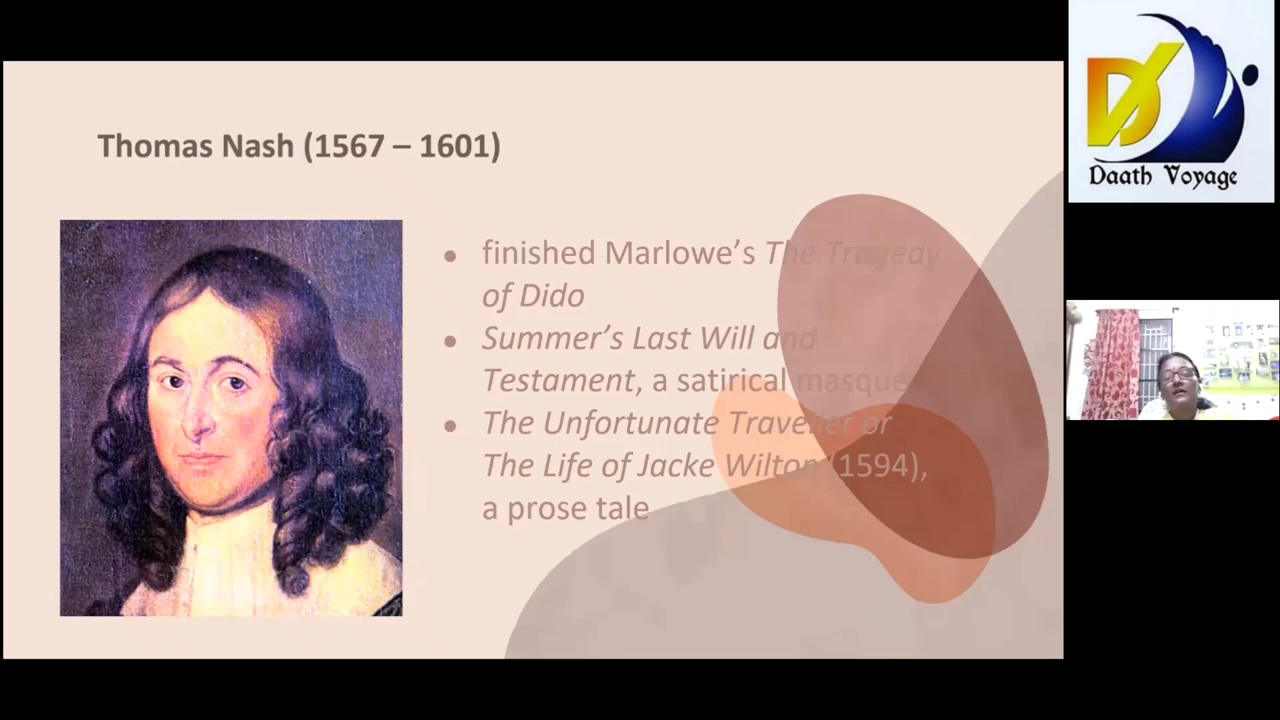 Thomas Nash (1567 – 1601)
• finished Marlowe's The Tragedy
of Dido
• Summer's Last Will and
Testament, a satirical masque
• The Unfortunate Traveller or
The Life of Jacke Wilton (1594),
a prose tale
Daath Voyage